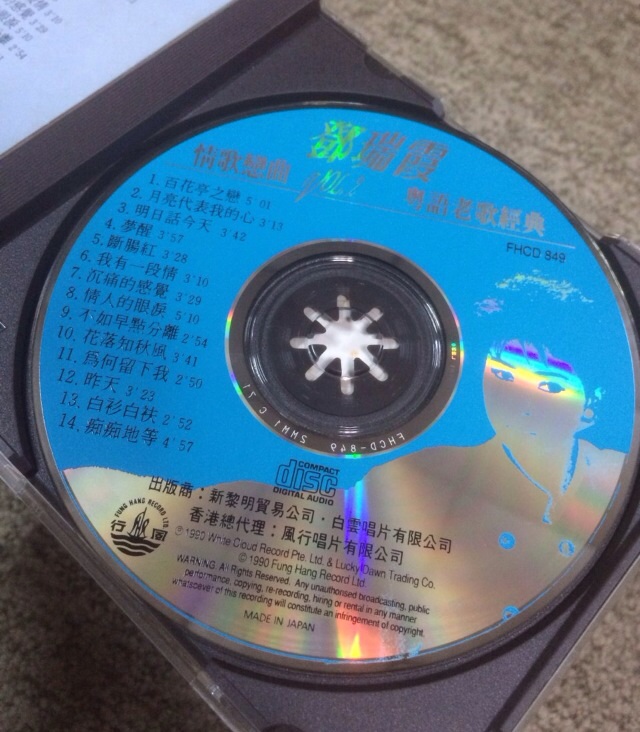 鄧瑞霞
情歌戀曲 Vol.2 粵語老歌經典
FHCD 849
1. 百花亭之戀 5´01
2. 月亮代表我的心 3´13
3. 明日話今天 3´42
4. 夢醒 3´57
5. 斷腸紅 3´28
6. 我有一段情 3´10
7. 沉痛的感覺 3´29
8. 情人的眼淚 5´10
9. 不如早點分離 2´54
10. 花落知秋風 3´41
11. 為何留下我 2´50
12. 昨天 3´23
13. 白衫白袜 2´52
14. 痴痴地等 4´57
FHCD-849
COMPACT
disc
DIGITAL AUDIO
FUNG HANG RECORD LTD
行風
出版商：新黎明貿易公司·白雲唱片有限公司
香港總代理：風行唱片有限公司
℗ 1990 White Cloud Record Pte. Ltd. & Lucky Dawn Trading Co.
© 1990 Fung Hang Record Ltd
WARNING. All Rights Reserved. Any unauthorised broadcasting, public
performance, copying, re-recording, hiring or rental in any manner
whatsoever of this recording will constitute an infringement of copyright.
MADE IN JAPAN